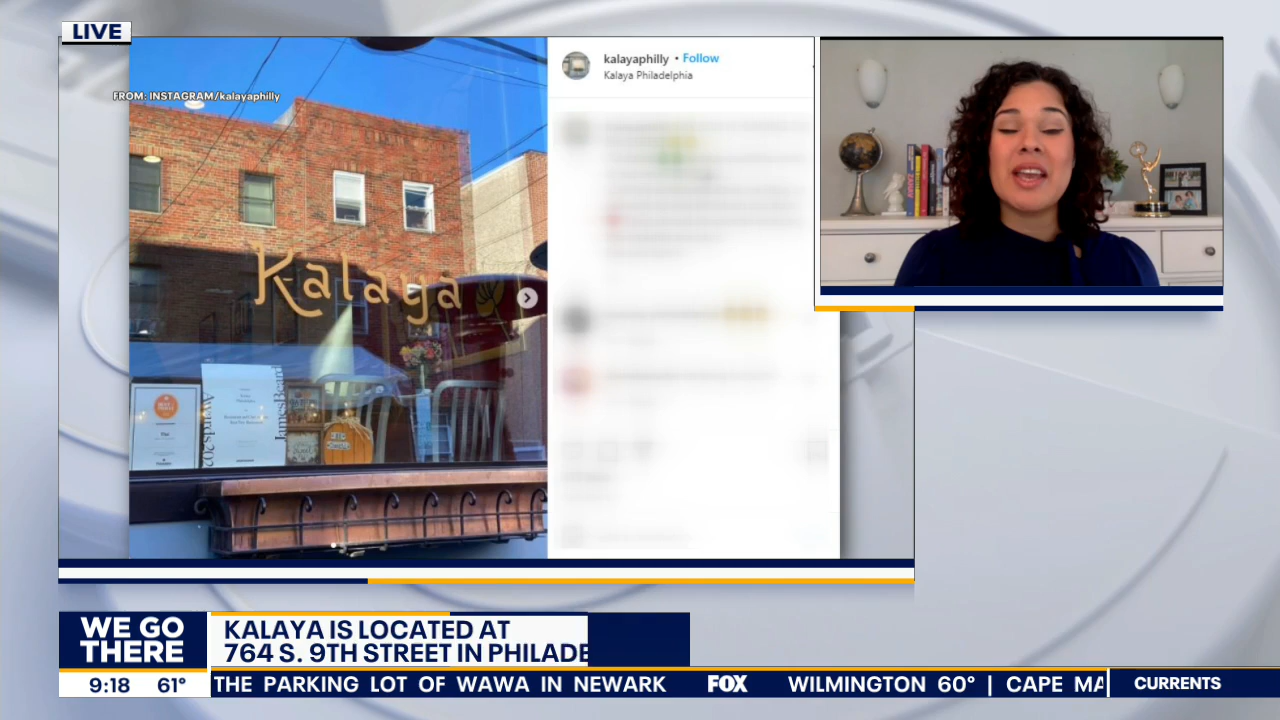 LIVE
FROM: INSTAGRAM/kalayaphilly
kalayaphilly • Follow
Kalaya Philadelphia
Kalaya
James Beard
Awards 202
WE GO
THERE
KALAYA IS LOCATED AT
764 S. 9TH STREET IN PHILADE
9:18 61°
THE PARKING LOT OF WAWA IN NEWARK FOX WILMINGTON 60° | CAPE MA
CURRENTS